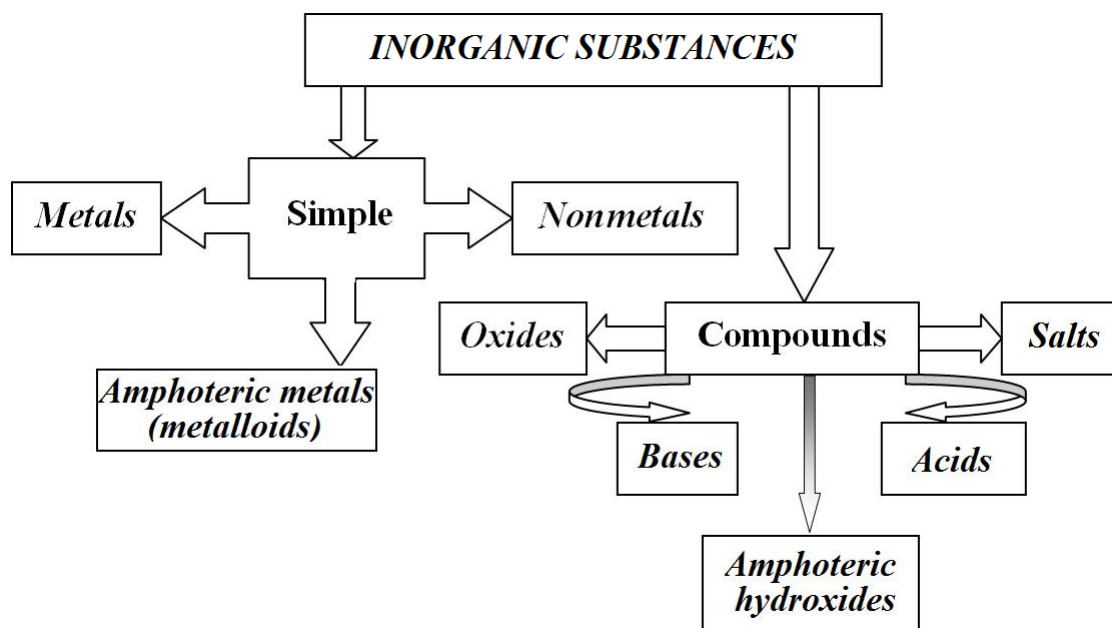 INORGANIC SUBSTANCES
Metals
Simple
Nonmetals
Amphoteric metals
(metalloids)
Oxides
Compounds
Salts
Bases
Acids
Amphoteric
hydroxides